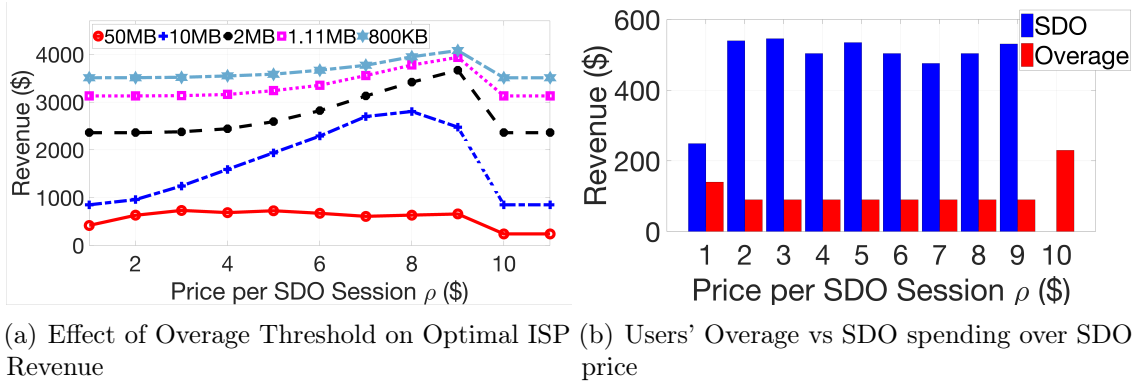 50MB 10MB 2MB 1.11MB 800KB
Revenue ($)
4000
3000
2000
1000
0
2 4 6 8 10
Price per SDO Session ρ ($)
(a) Effect of Overage Threshold on Optimal ISP
Revenue
SDO
Overage
Revenue ($)
600
400
200
0
1 2 3 4 5 6 7 8 9 10
Price per SDO Session ρ ($)
(b) Users' Overage vs SDO spending over SDO
price